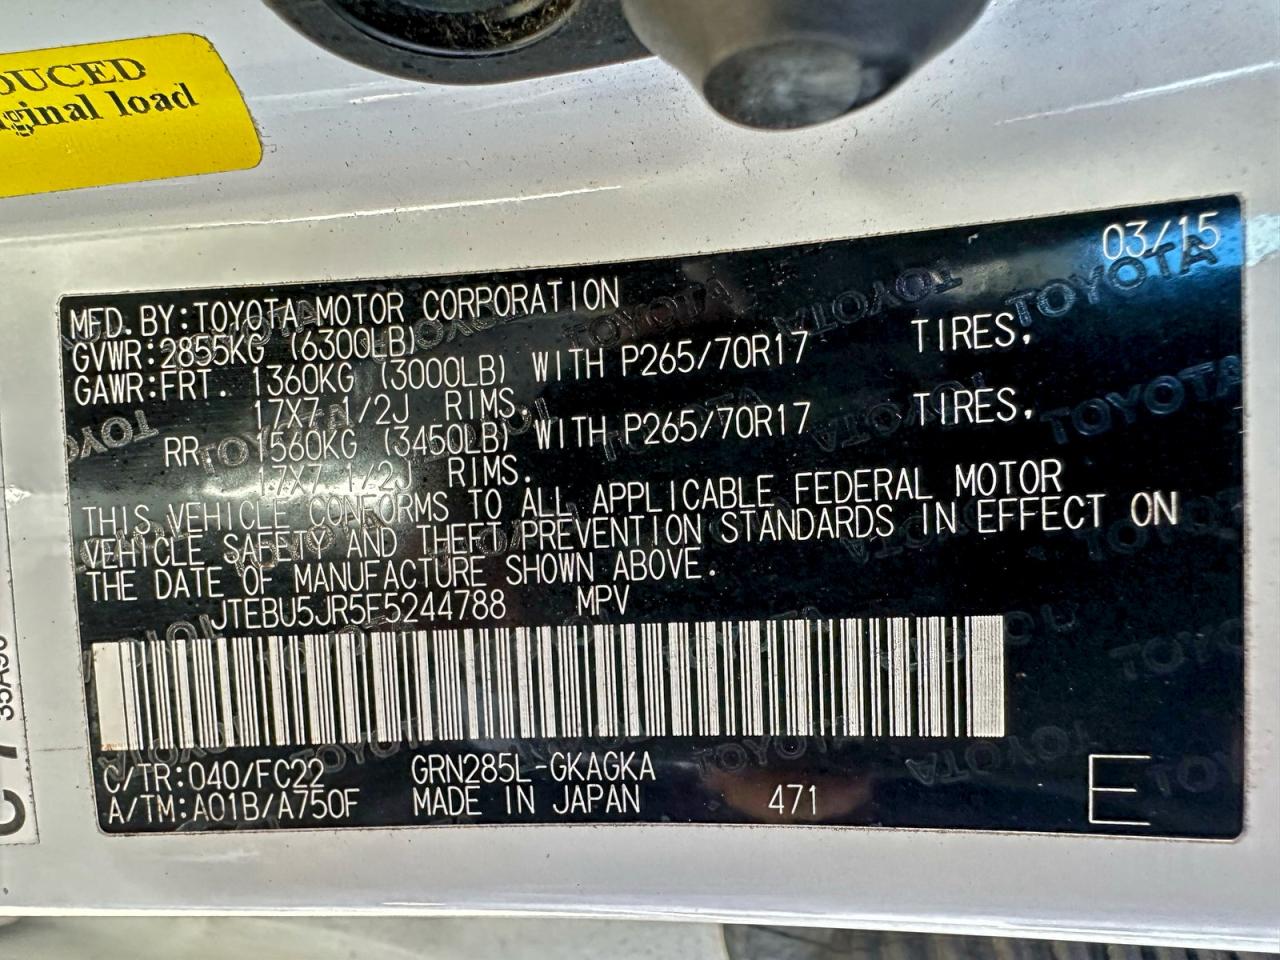 DUCED
ginal load
03/15
MFD.BY:TOYOTA MOTOR CORPORATION
GVWR:2855KG (6300LB)
GAWR:FRT. 1360KG (3000LB) WITH P265/70R17 TIRES,
17X7 1/2J RIMS,
RR. 1560KG (3450LB) WITH P265/70R17 TIRES,
17X7 1/2J RIMS.
THIS VEHICLE CONFORMS TO ALL APPLICABLE FEDERAL MOTOR
VEHICLE SAFETY AND THEFT PREVENTION STANDARDS IN EFFECT ON
THE DATE OF MANUFACTURE SHOWN ABOVE.
JTEBU5JR5F5244788 MPV
C/TR:040/FC22 GRN285L-GKAGKA
A/TM:A01B/A750F MADE IN JAPAN 471 E